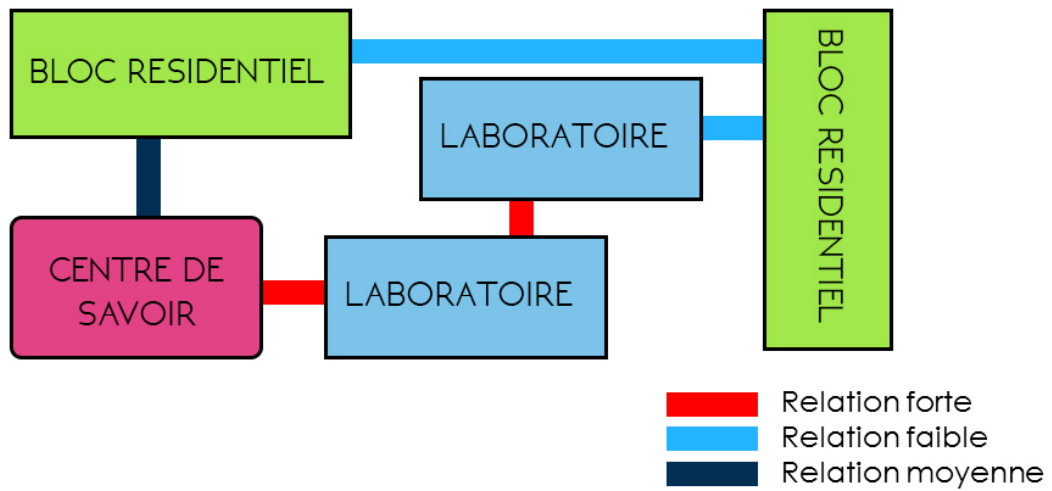 BLOC RESIDENTIEL
BLOC RESIDENTIEL
LABORATOIRE
CENTRE DE
SAVOIR
LABORATOIRE
Relation forte
Relation faible
Relation moyenne